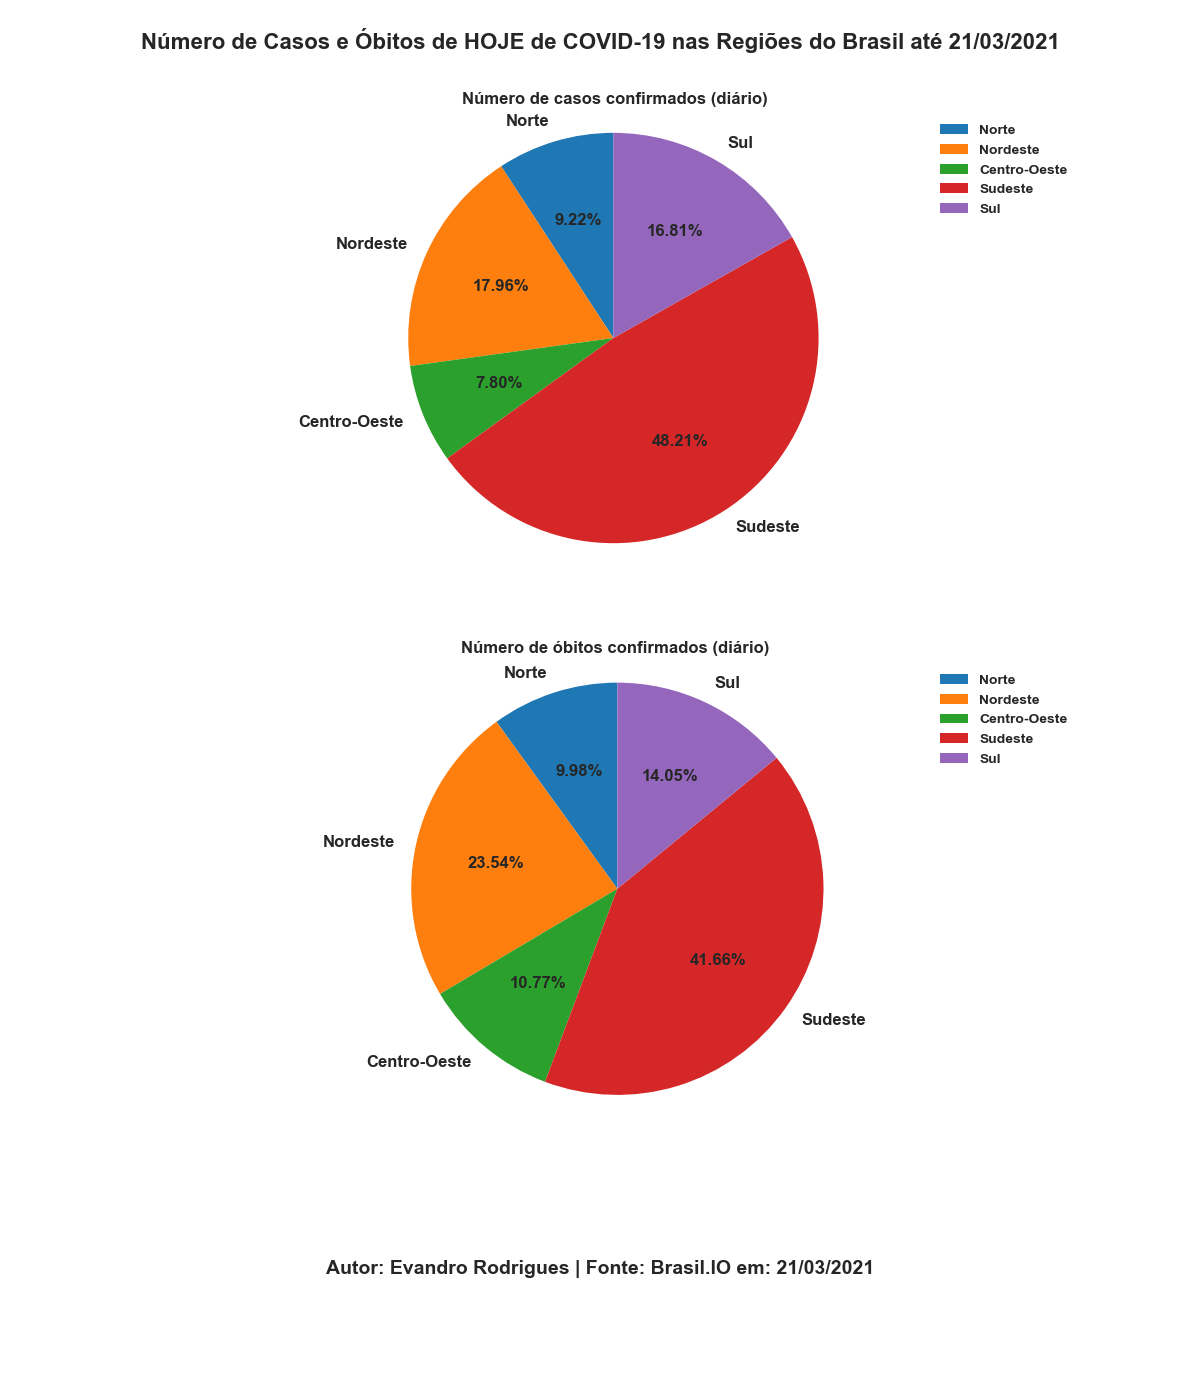 Número de Casos e Óbitos de HOJE de COVID-19 nas Regiões do Brasil até 21/03/2021
Número de casos confirmados (diário)
Norte
Sul
Nordeste
Centro-Oeste
Sudeste
9.22%
16.81%
17.96%
7.80%
48.21%
Norte
Nordeste
Centro-Oeste
Sudeste
Sul
Número de óbitos confirmados (diário)
Norte
Sul
Nordeste
Centro-Oeste
Sudeste
9.98%
14.05%
23.54%
10.77%
41.66%
Norte
Nordeste
Centro-Oeste
Sudeste
Sul
Autor: Evandro Rodrigues | Fonte: Brasil.IO em: 21/03/2021